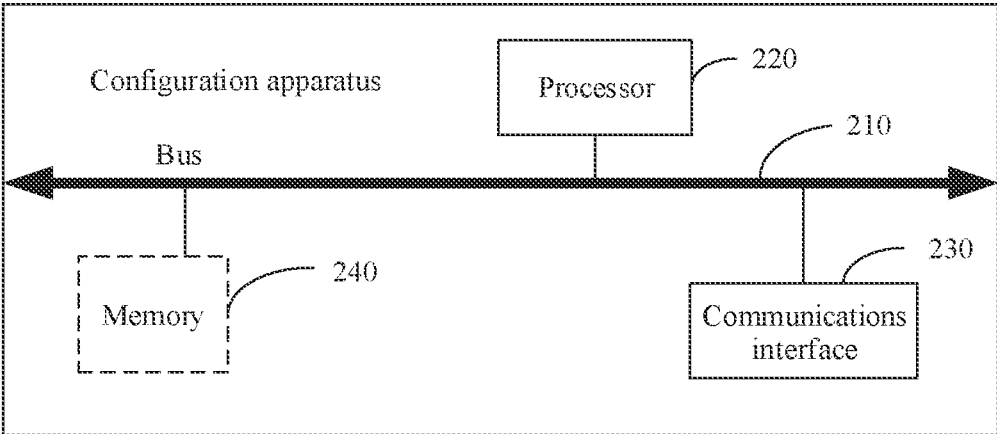 Configuration apparatus
Processor
220
Bus
210
Memory
240
230
Communications
interface